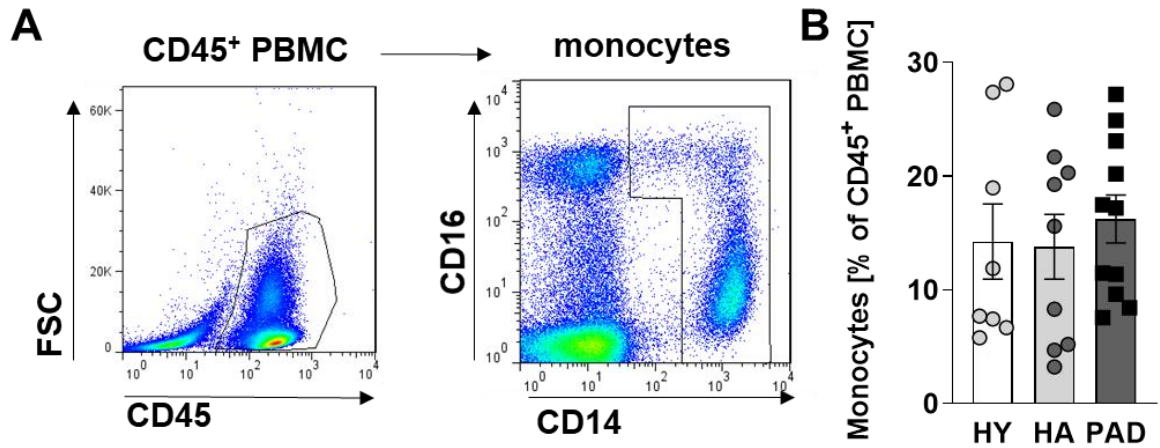 A
CD45⁺ PBMC
monocytes
FSC
60K
40K
20K
0
10⁰ 10¹ 10² 10³ 10⁴
CD45
CD16
10⁴
10³
10²
10¹
10⁰
10⁰ 10¹ 10² 10³ 10⁴
CD14
B
Monocytes [% of CD45⁺ PBMC]
30
20
10
0
HY HA PAD